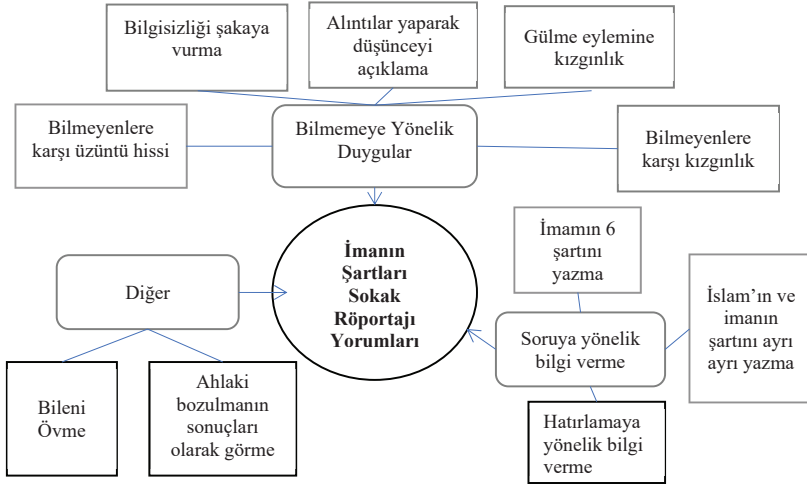 Bilgisizliği şakaya
vurma
Alıntılar yaparak
düşünceyi
açıklama
Gülme eylemine
kızgınlık
Bilmeyenlere
karşı üzüntü hissi
Bilmemeye Yönelik
Duygular
Bilmeyenlere
karşı kızgınlık
İmanın
Şartları
Sokak
Röportajı
Yorumları
Diğer
Bileni
Övme
Ahlaki
bozulmanın
sonuçları
olarak görme
İmamın 6
şartını
yazma
Soruya yönelik
bilgi verme
İslam’ın ve
imanın
şartını ayrı
ayrı yazma
Hatırlamaya
yönelik bilgi
verme